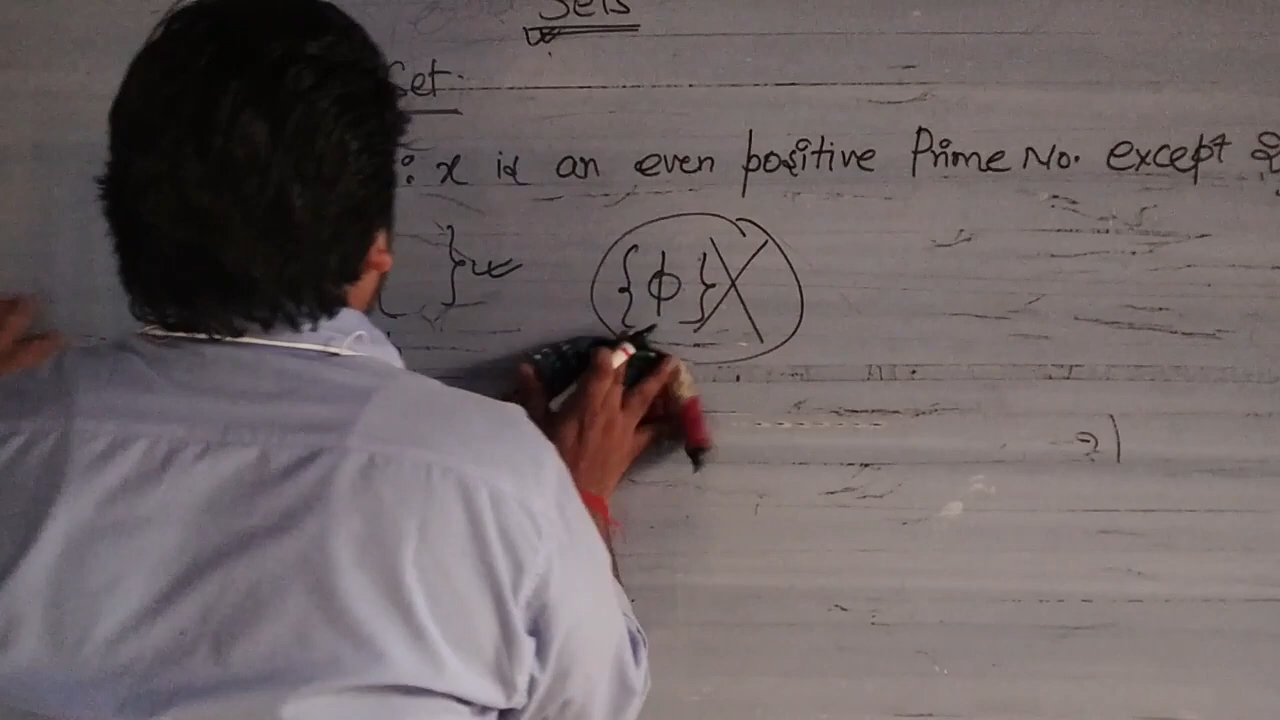 Sets
Set
: x is an even positive Prime No. except 2
} {ϕ}